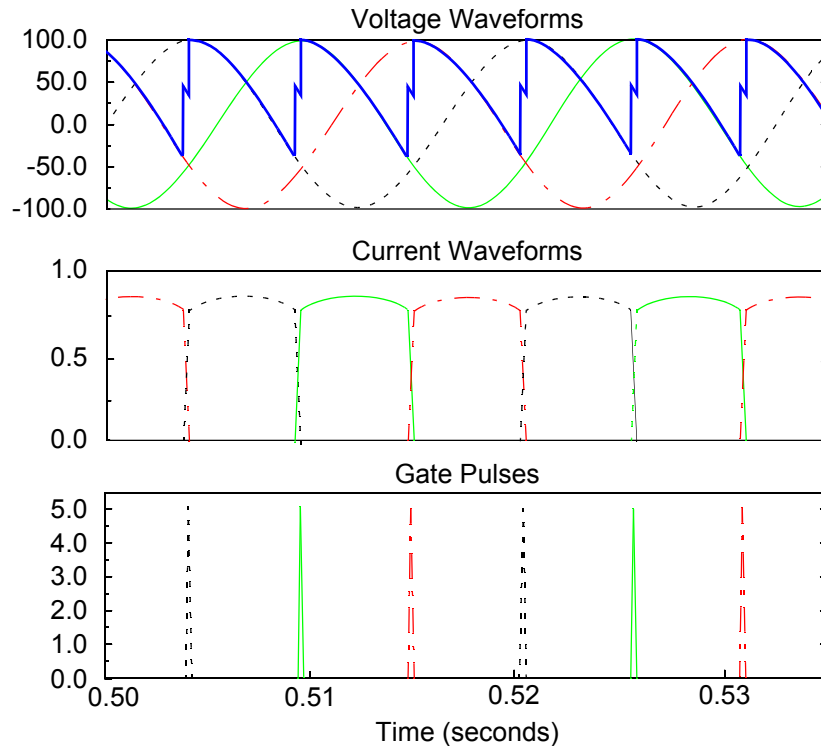 Voltage Waveforms
100.0
50.0
0.0
-50.0
-100.0
Current Waveforms
1.0
0.5
0.0
Gate Pulses
5.0
4.0
3.0
2.0
1.0
0.0
0.50 0.51 0.52 0.53
Time (seconds)